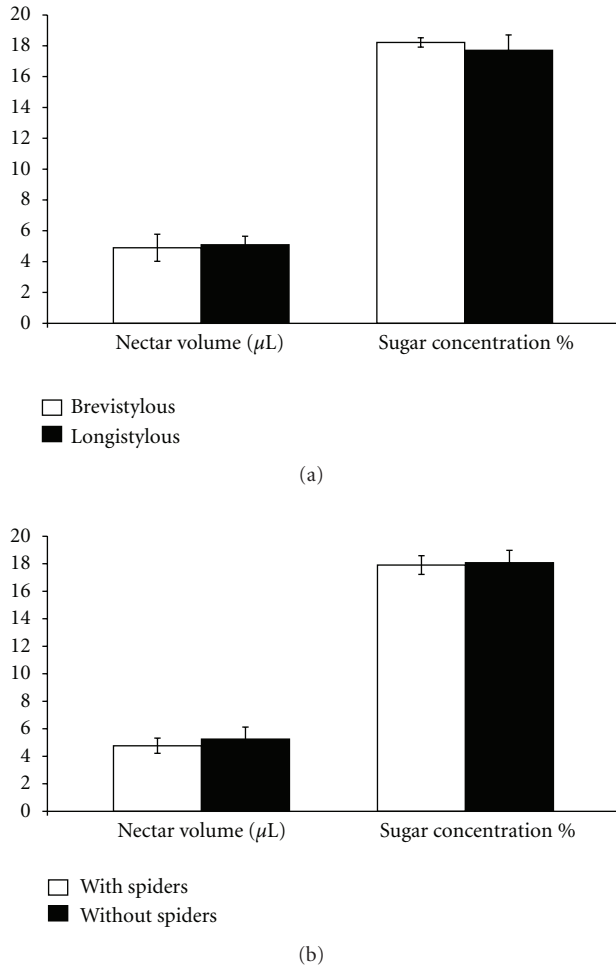 20
18
16
14
12
10
8
6
4
2
0
Nectar volume (μL) Sugar concentration %
Brevistylous
Longistylous
(a)
20
18
16
14
12
10
8
6
4
2
0
Nectar volume (μL) Sugar concentration %
With spiders
Without spiders
(b)